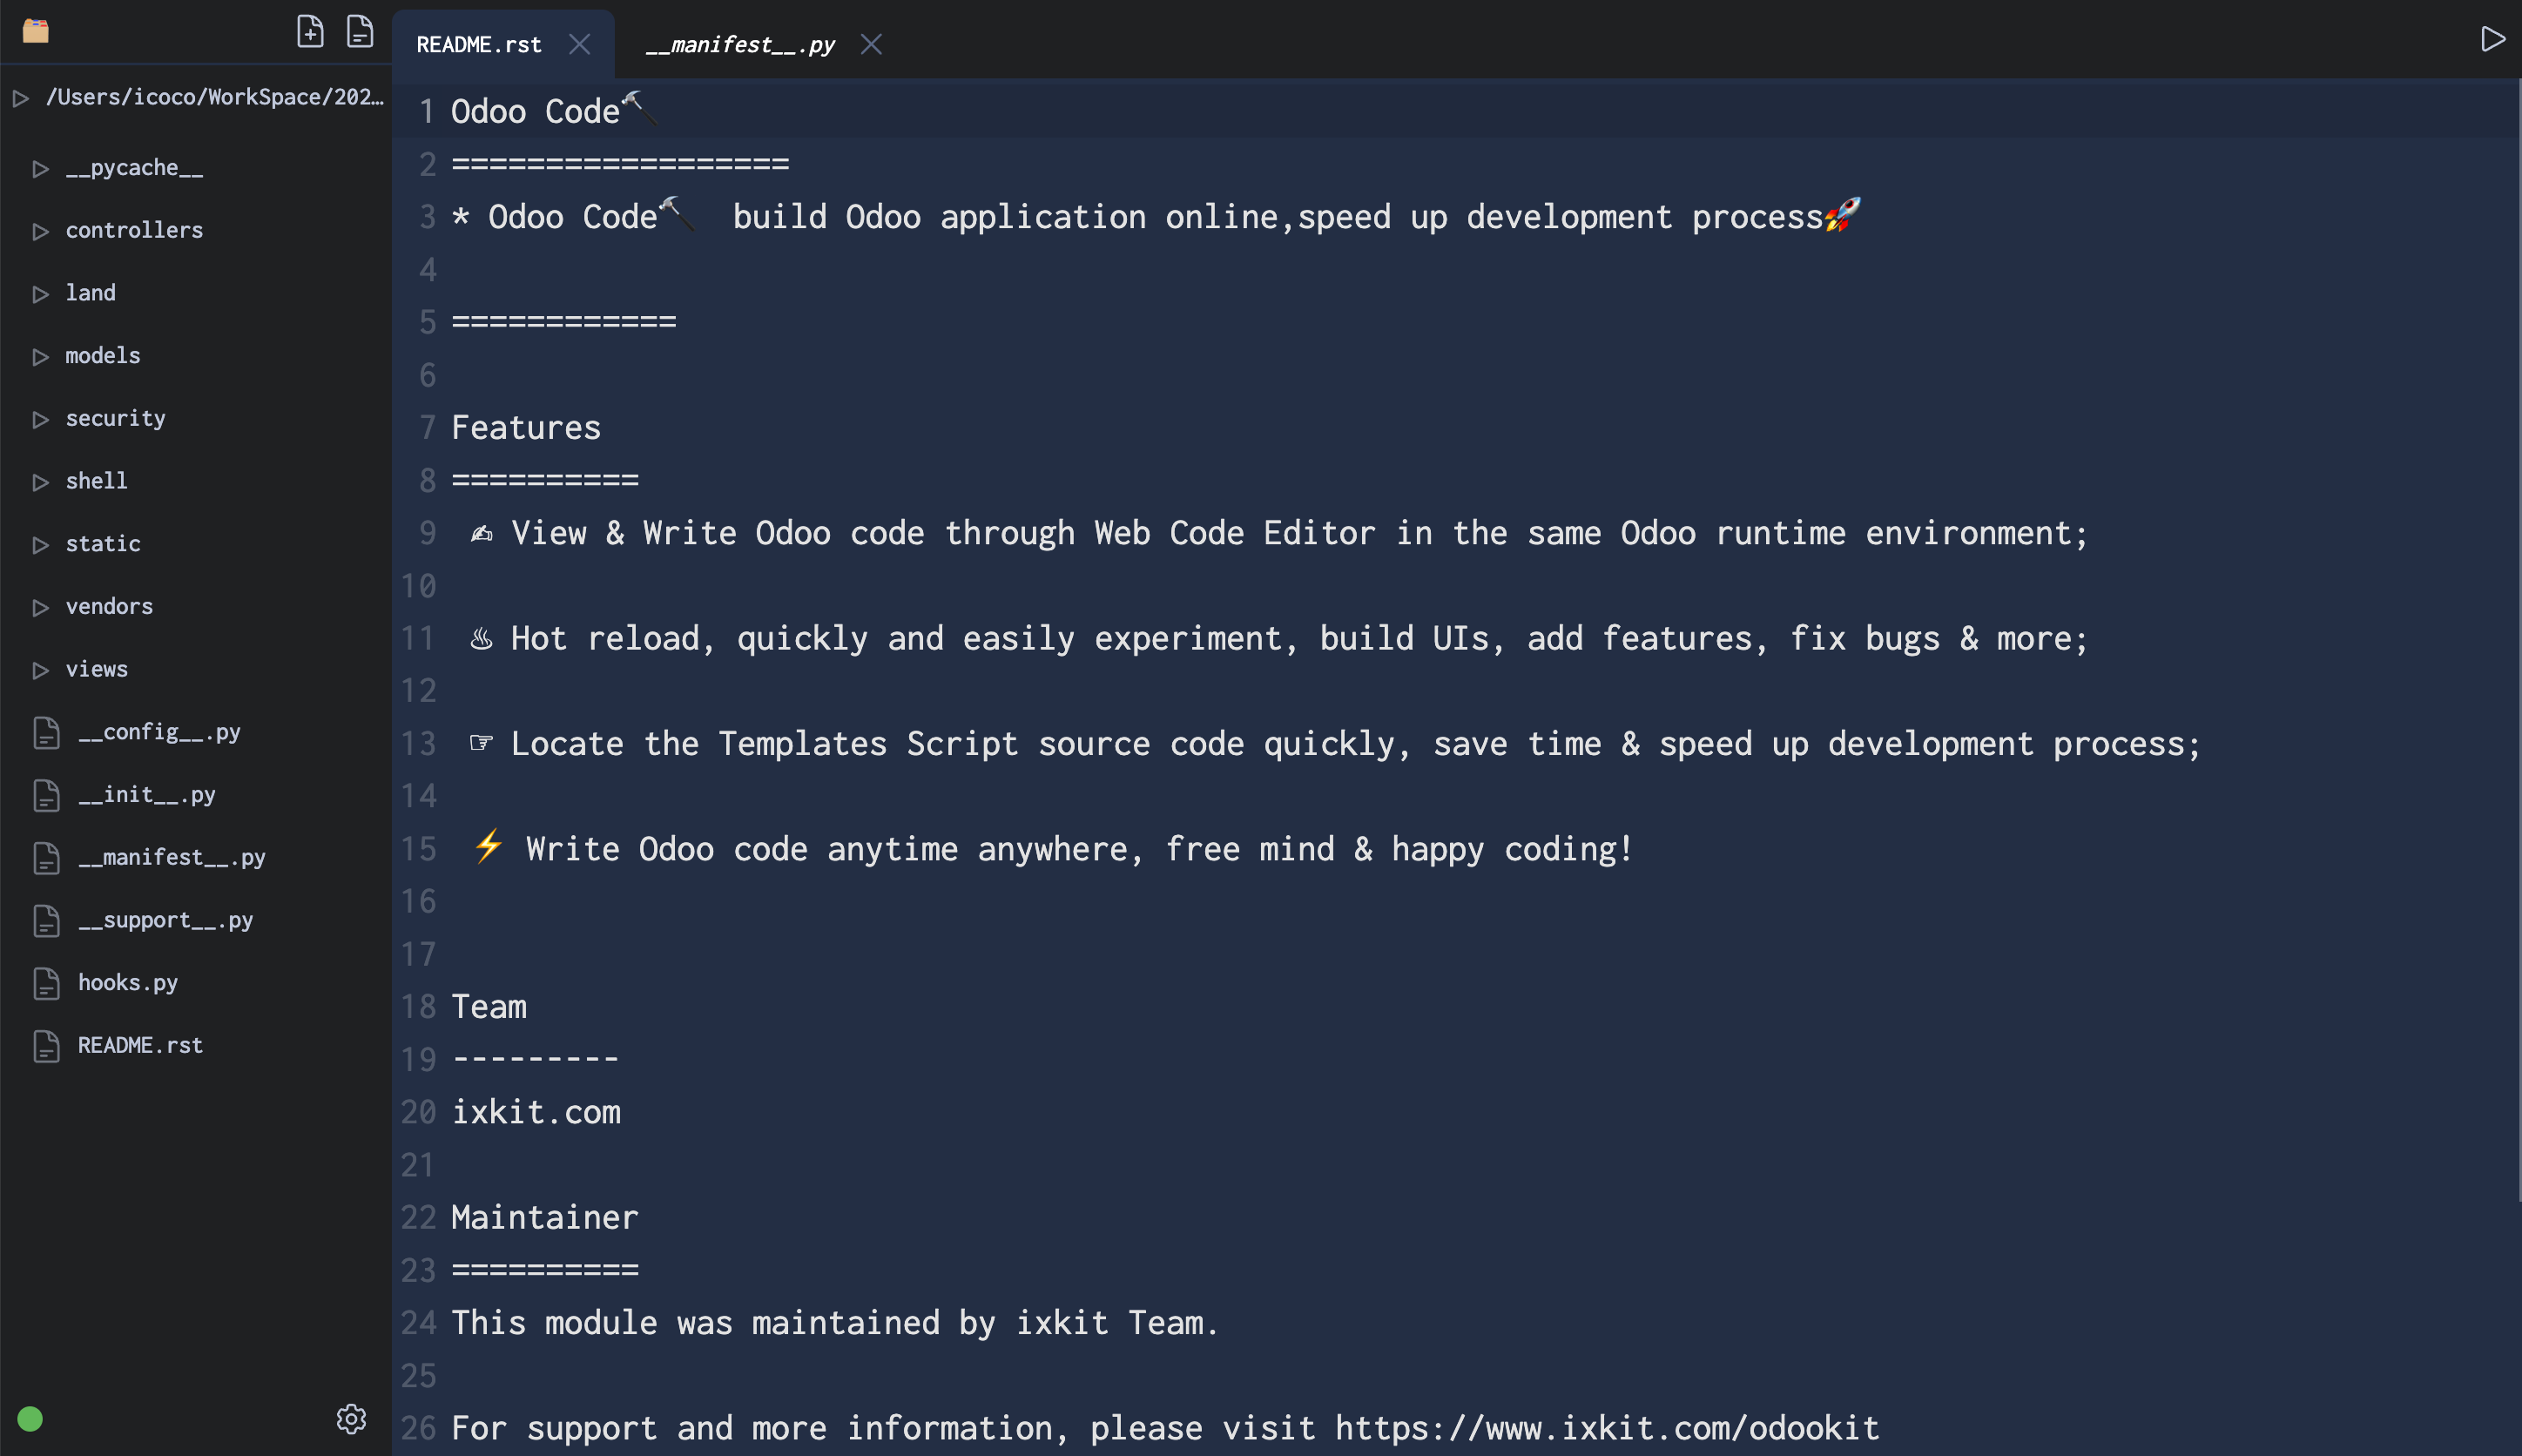 /Users/icoco/WorkSpace/202…
__pycache__
controllers
land
models
security
shell
static
vendors
views
__config__.py
__init__.py
__manifest__.py
__support__.py
hooks.py
README.rst
README.rst __manifest__.py
1 Odoo Code🔨
2 ==================
3 * Odoo Code🔨  build Odoo application online,speed up development process🚀
4
5 ============
6
7 Features
8 ==========
9  ✍ View & Write Odoo code through Web Code Editor in the same Odoo runtime environment;
10
11  ♨ Hot reload, quickly and easily experiment, build UIs, add features, fix bugs & more;
12
13  ☞ Locate the Templates Script source code quickly, save time & speed up development process;
14
15  ⚡ Write Odoo code anytime anywhere, free mind & happy coding!
16
17
18 Team
19 ---------
20 ixkit.com
21
22 Maintainer
23 ==========
24 This module was maintained by ixkit Team.
25
26 For support and more information, please visit https://www.ixkit.com/odookit